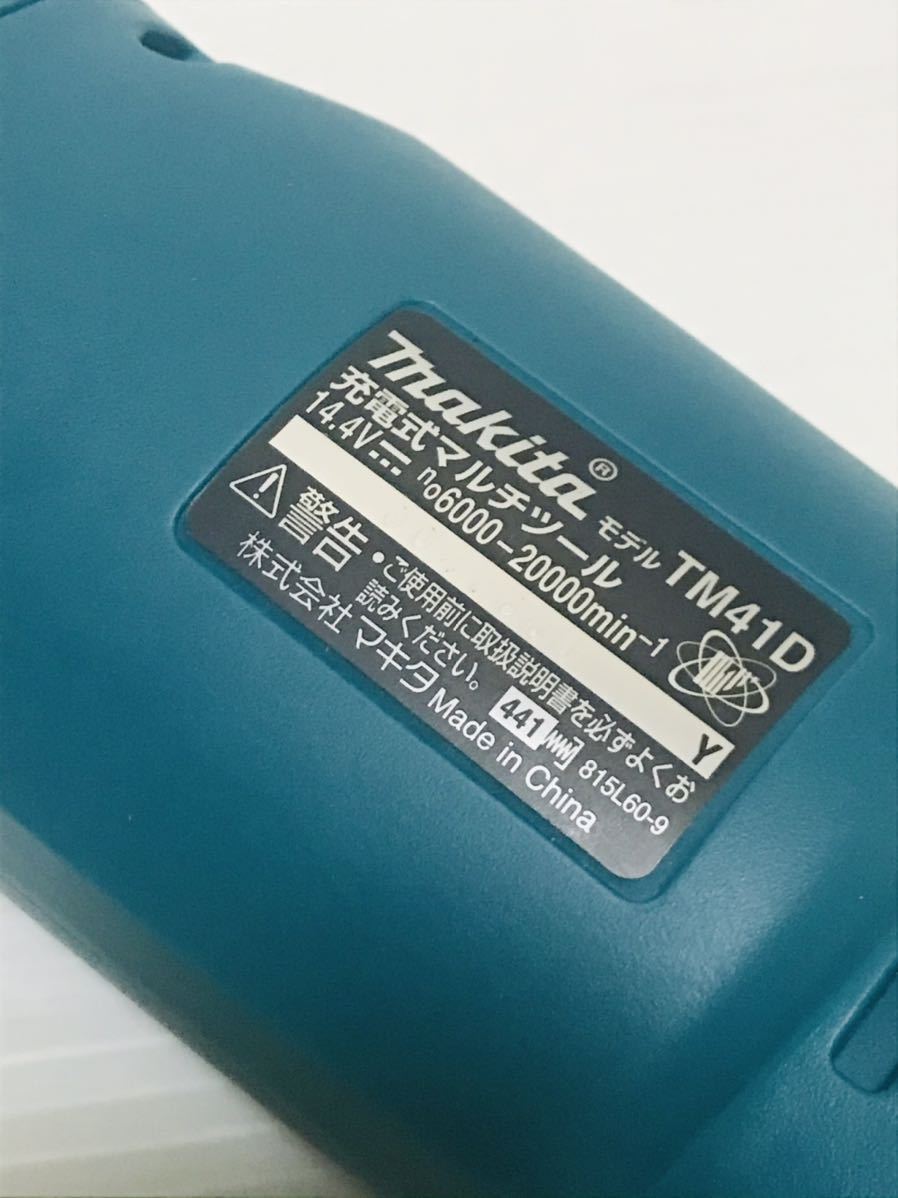 makita® モデル TM41D
充電式マルチツール
14.4V n₀6000-20000min⁻¹
Y
警告 ・ご使用前に取扱説明書を必ずよくお
読みください。
441 815L60-9
株式会社マキタ Made in China